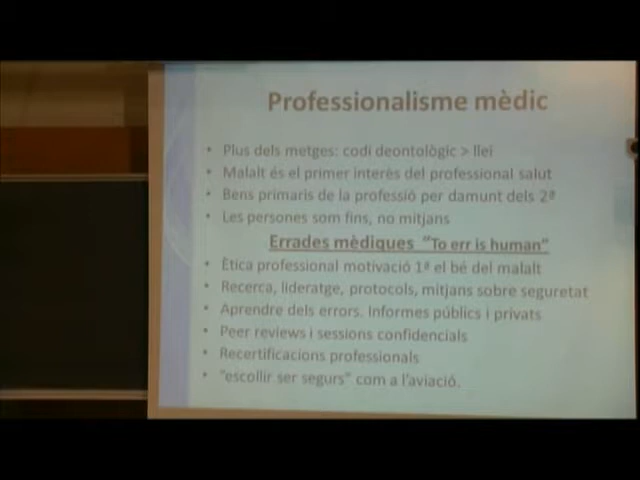 Professionalisme mèdic
• Plus dels metges: codi deontològic > llei
• Malalt és el primer interès del professional salut
• Bens primaris de la professió per damunt dels 2ª
• Les persones som fins, no mitjans
Errades mèdiques “To err is human”
• Ètica professional motivació 1ª el bé del malalt
• Recerca, lideratge, protocols, mitjans sobre seguretat
• Aprendre dels errors. Informes públics i privats
• Peer reviews i sessions confidencials
• Recertificacions professionals
• “escollir ser segurs” com a l’aviació.